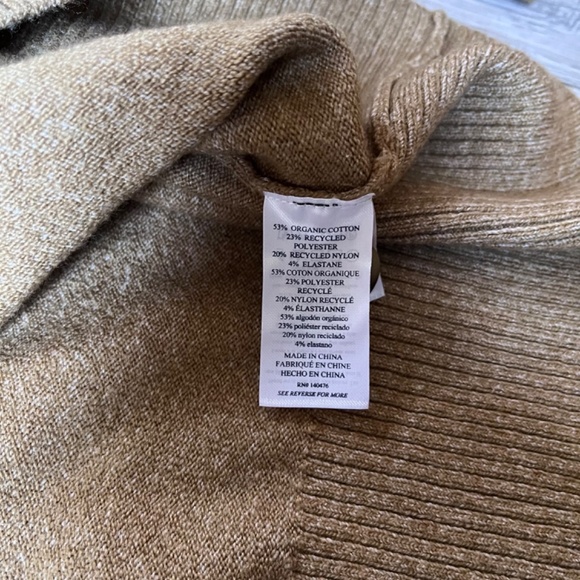 53% ORGANIC COTTON
23% RECYCLED
POLYESTER
20% RECYCLED NYLON
4% ELASTANE
53% COTON ORGANIQUE
23% POLYESTER
RECYCLÉ
20% NYLON RECYCLÉ
4% ÉLASTHANNE
53% algodón orgánico
23% poliéster reciclado
20% nylon reciclado
4% elastano
MADE IN CHINA
FABRIQUÉ EN CHINE
HECHO EN CHINA
RN# 140476
SEE REVERSE FOR MORE